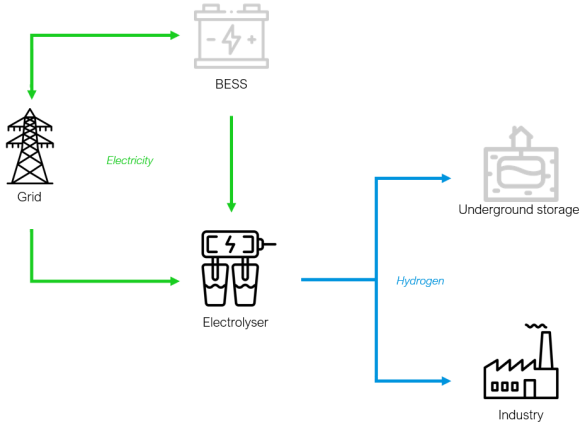 BESS
Electricity
Grid
Underground storage
Electrolyser
Hydrogen
Industry